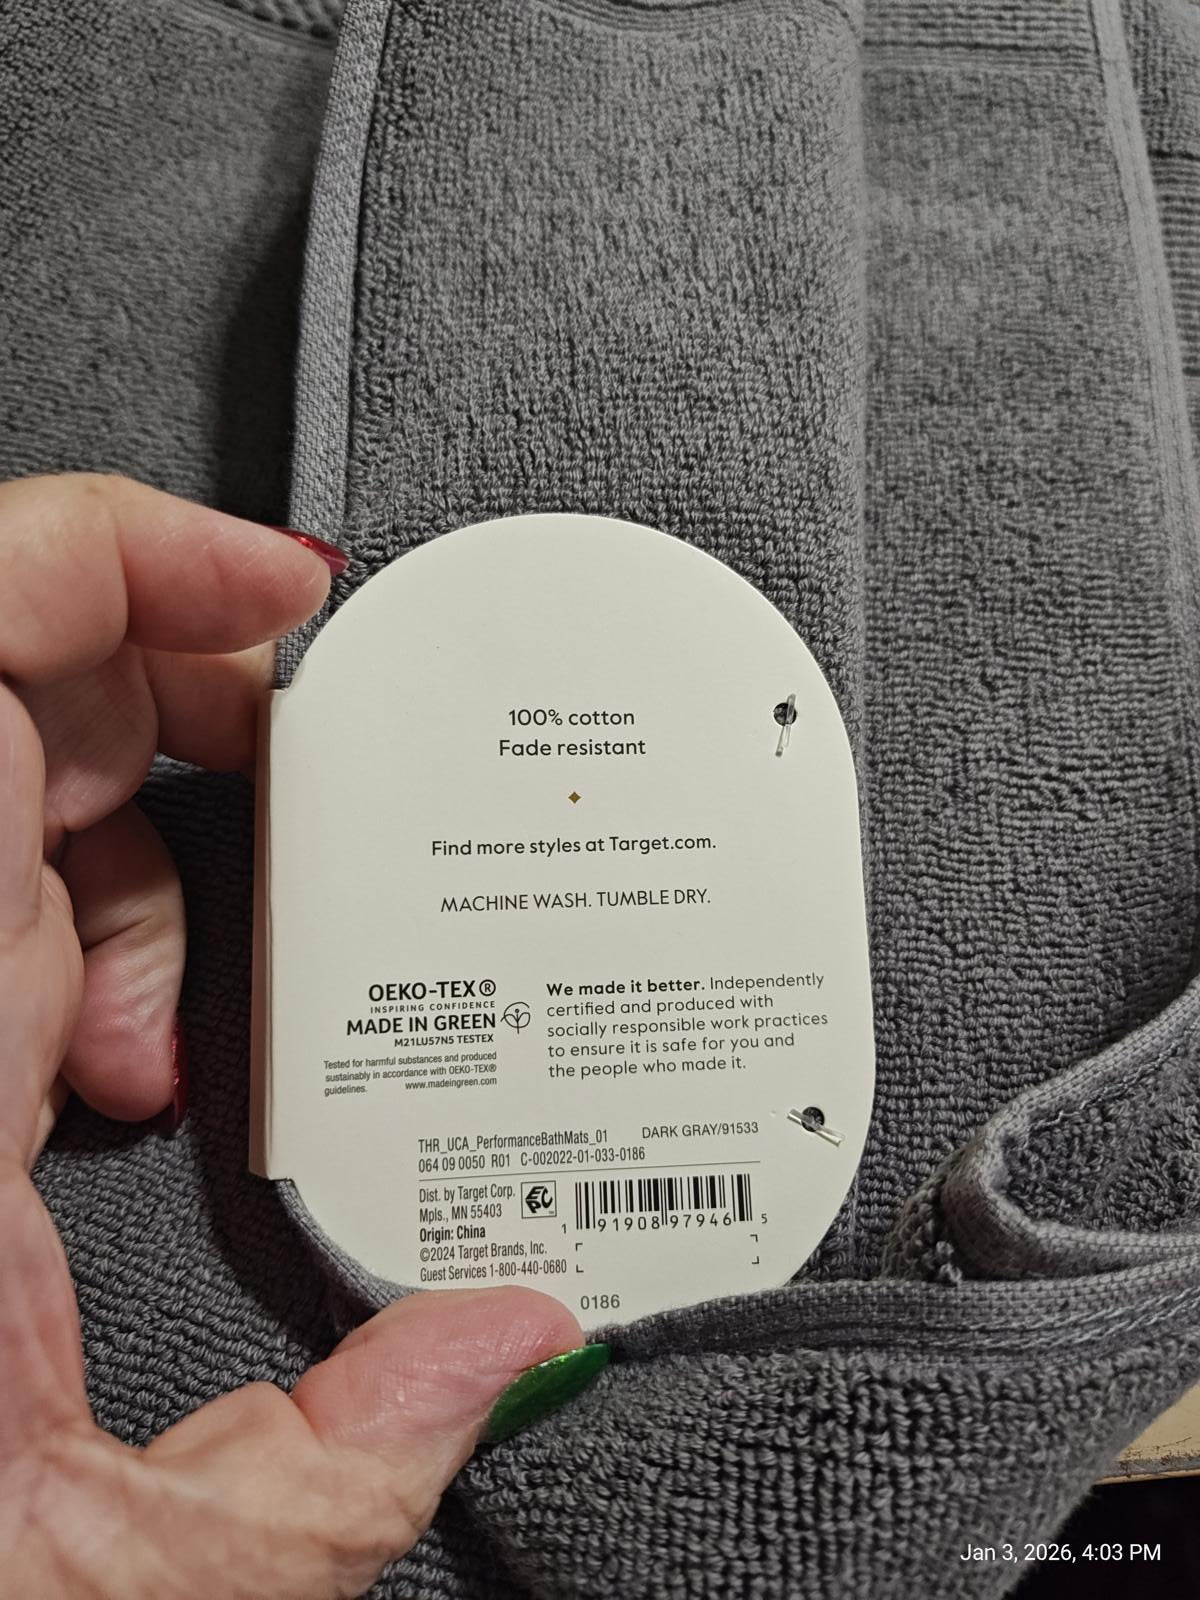 100% cotton
Fade resistant
Find more styles at Target.com.
MACHINE WASH. TUMBLE DRY.
OEKO-TEX®
INSPIRING CONFIDENCE
MADE IN GREEN
M21LU57N5 TESTEX
Tested for harmful substances and produced
sustainably in accordance with OEKO-TEX®
guidelines. www.madeingreen.com
We made it better. Independently
certified and produced with
socially responsible work practices
to ensure it is safe for you and
the people who made it.
THR_UCA_PerformanceBathMats_01 DARK GRAY/91533
064 09 0050 R01 C-002022-01-033-0186
Dist. by Target Corp.
Mpls., MN 55403
Origin: China
©2024 Target Brands, Inc.
Guest Services 1-800-440-0680
EPC
1 91908 97946 5
0186
Jan 3, 2026, 4:03 PM